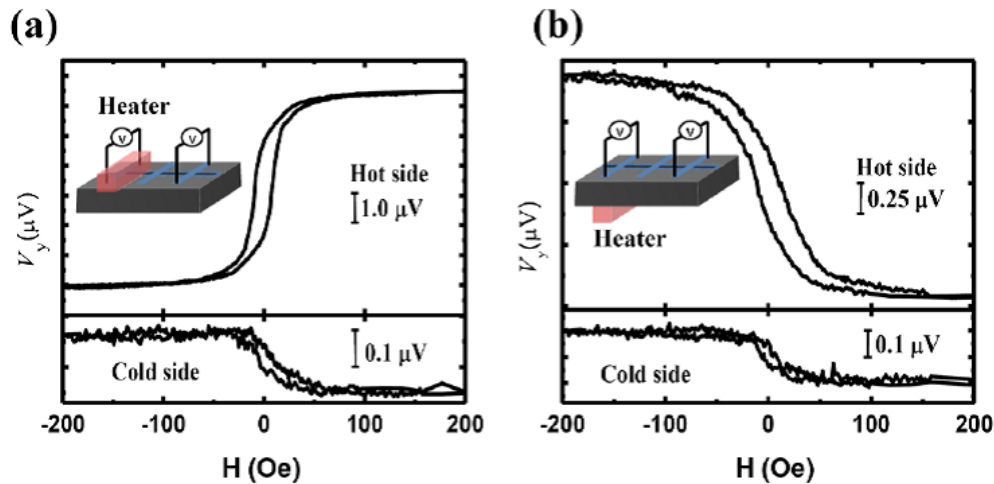 (a)
Heater
V
V
Hot side
1.0 μV
V_y(μV)
Cold side
0.1 μV
-200 -100 0 100 200
H (Oe)
(b)
V
V
Heater
Hot side
0.25 μV
V_y(μV)
Cold side
0.1 μV
-200 -100 0 100 200
H (Oe)